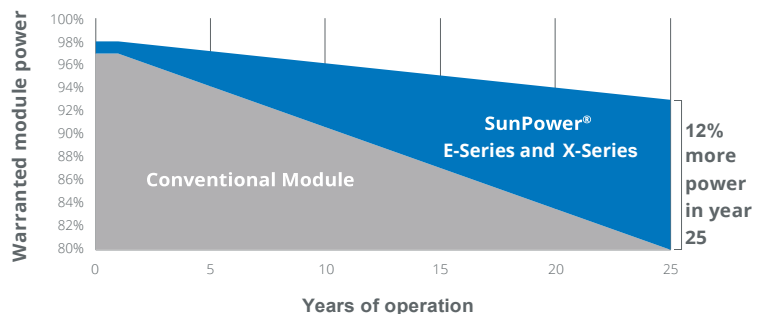 Warranted module power
100%
98%
96%
94%
92%
90%
88%
86%
84%
82%
80%
SunPower®
E-Series and X-Series
Conventional Module
12%
more
power
in year
25
0 5 10 15 20 25
Years of operation